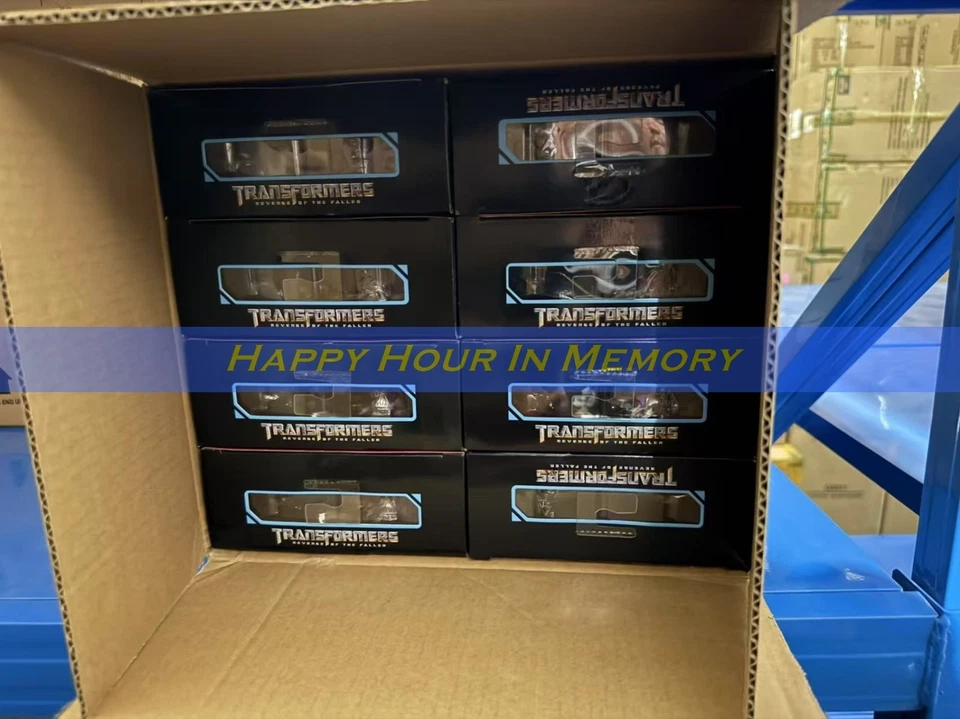 TRANSFORMERS
REVENGE OF THE FALLEN
TRANSFORMERS
REVENGE OF THE FALLEN
TRANSFORMERS
REVENGE OF THE FALLEN
TRANSFORMERS
REVENGE OF THE FALLEN
HAPPY HOUR IN MEMORY
TRANSFORMERS
REVENGE OF THE FALLEN
TRANSFORMERS
REVENGE OF THE FALLEN
TRANSFORMERS
REVENGE OF THE FALLEN
TRANSFORMERS
REVENGE OF THE FALLEN